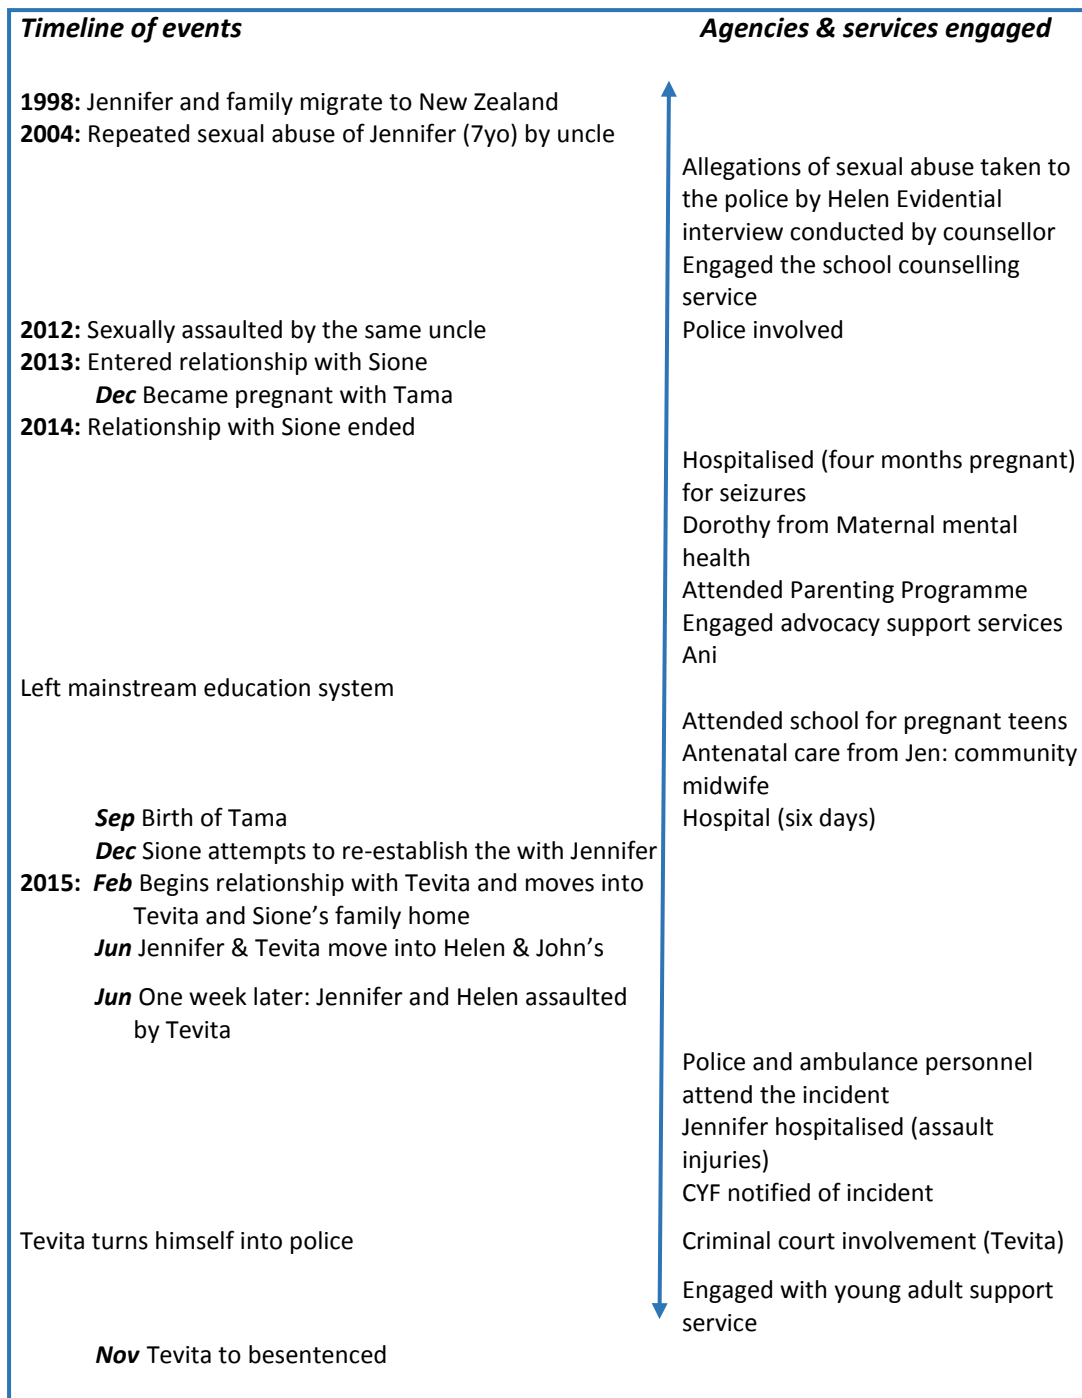 Timeline of events
Agencies & services engaged
1998: Jennifer and family migrate to New Zealand
2004: Repeated sexual abuse of Jennifer (7yo) by uncle
Allegations of sexual abuse taken to
the police by Helen Evidential
interview conducted by counsellor
Engaged the school counselling
service
2012: Sexually assaulted by the same uncle
Police involved
2013: Entered relationship with Sione
Dec Became pregnant with Tama
2014: Relationship with Sione ended
Hospitalised (four months pregnant)
for seizures
Dorothy from Maternal mental
health
Attended Parenting Programme
Engaged advocacy support services
Ani
Left mainstream education system
Attended school for pregnant teens
Antenatal care from Jen: community
midwife
Sep Birth of Tama
Hospital (six days)
Dec Sione attempts to re-establish the with Jennifer
2015: Feb Begins relationship with Tevita and moves into
Tevita and Sione’s family home
Jun Jennifer & Tevita move into Helen & John’s
Jun One week later: Jennifer and Helen assaulted
by Tevita
Police and ambulance personnel
attend the incident
Jennifer hospitalised (assault
injuries)
CYF notified of incident
Tevita turns himself into police
Criminal court involvement (Tevita)
Engaged with young adult support
service
Nov Tevita to besentenced